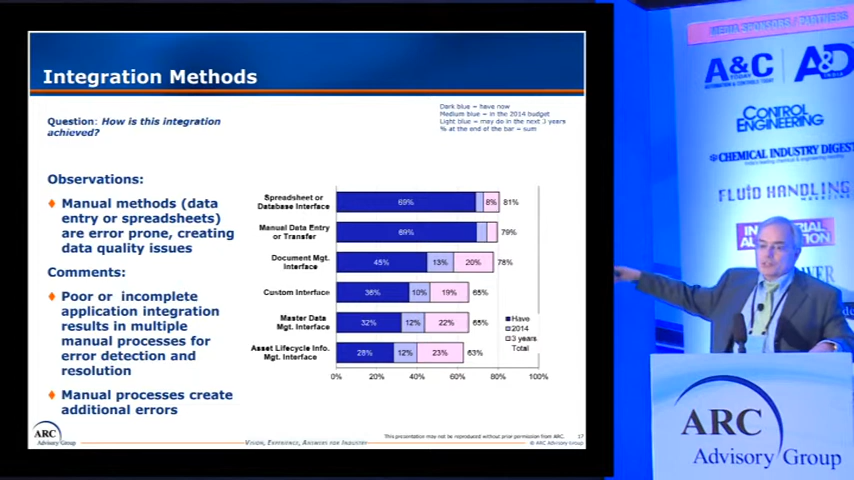 Integration Methods
Question: How is this integration
achieved?
Dark blue = have now
Medium blue = in the 2014 budget
Light blue = may do in the next 3 years
% at the end of the bar = sum
Observations:
Manual methods (data
entry or spreadsheets)
are error prone, creating
data quality issues
Comments:
Poor or incomplete
application integration
results in multiple
manual processes for
error detection and
resolution
Manual processes create
additional errors
Spreadsheet or
Database Interface
69% 8% 81%
Manual Data Entry
or Transfer
69% 79%
Document Mgt.
Interface
45% 13% 20% 78%
Custom Interface
36% 10% 19% 65%
Master Data
Mgt. Interface
32% 12% 22% 65%
Asset Lifecycle Info.
Mgt. Interface
28% 12% 23% 63%
Have
2014
3 years
Total
0% 20% 40% 60% 80% 100%
ARC
Advisory Group
VISION, EXPERIENCE, ANSWERS FOR INDUSTRY
This presentation may not be reproduced without prior permission from ARC. 17
© ARC Advisory Group
MEDIA SPONSORS / PARTNERS
A&C
TODAY
A&D
INDIA
CONTROL
ENGINEERING
CHEMICAL INDUSTRY DIGEST
FLUID HANDLING
INDUSTRIAL
ARC
Advisory Group